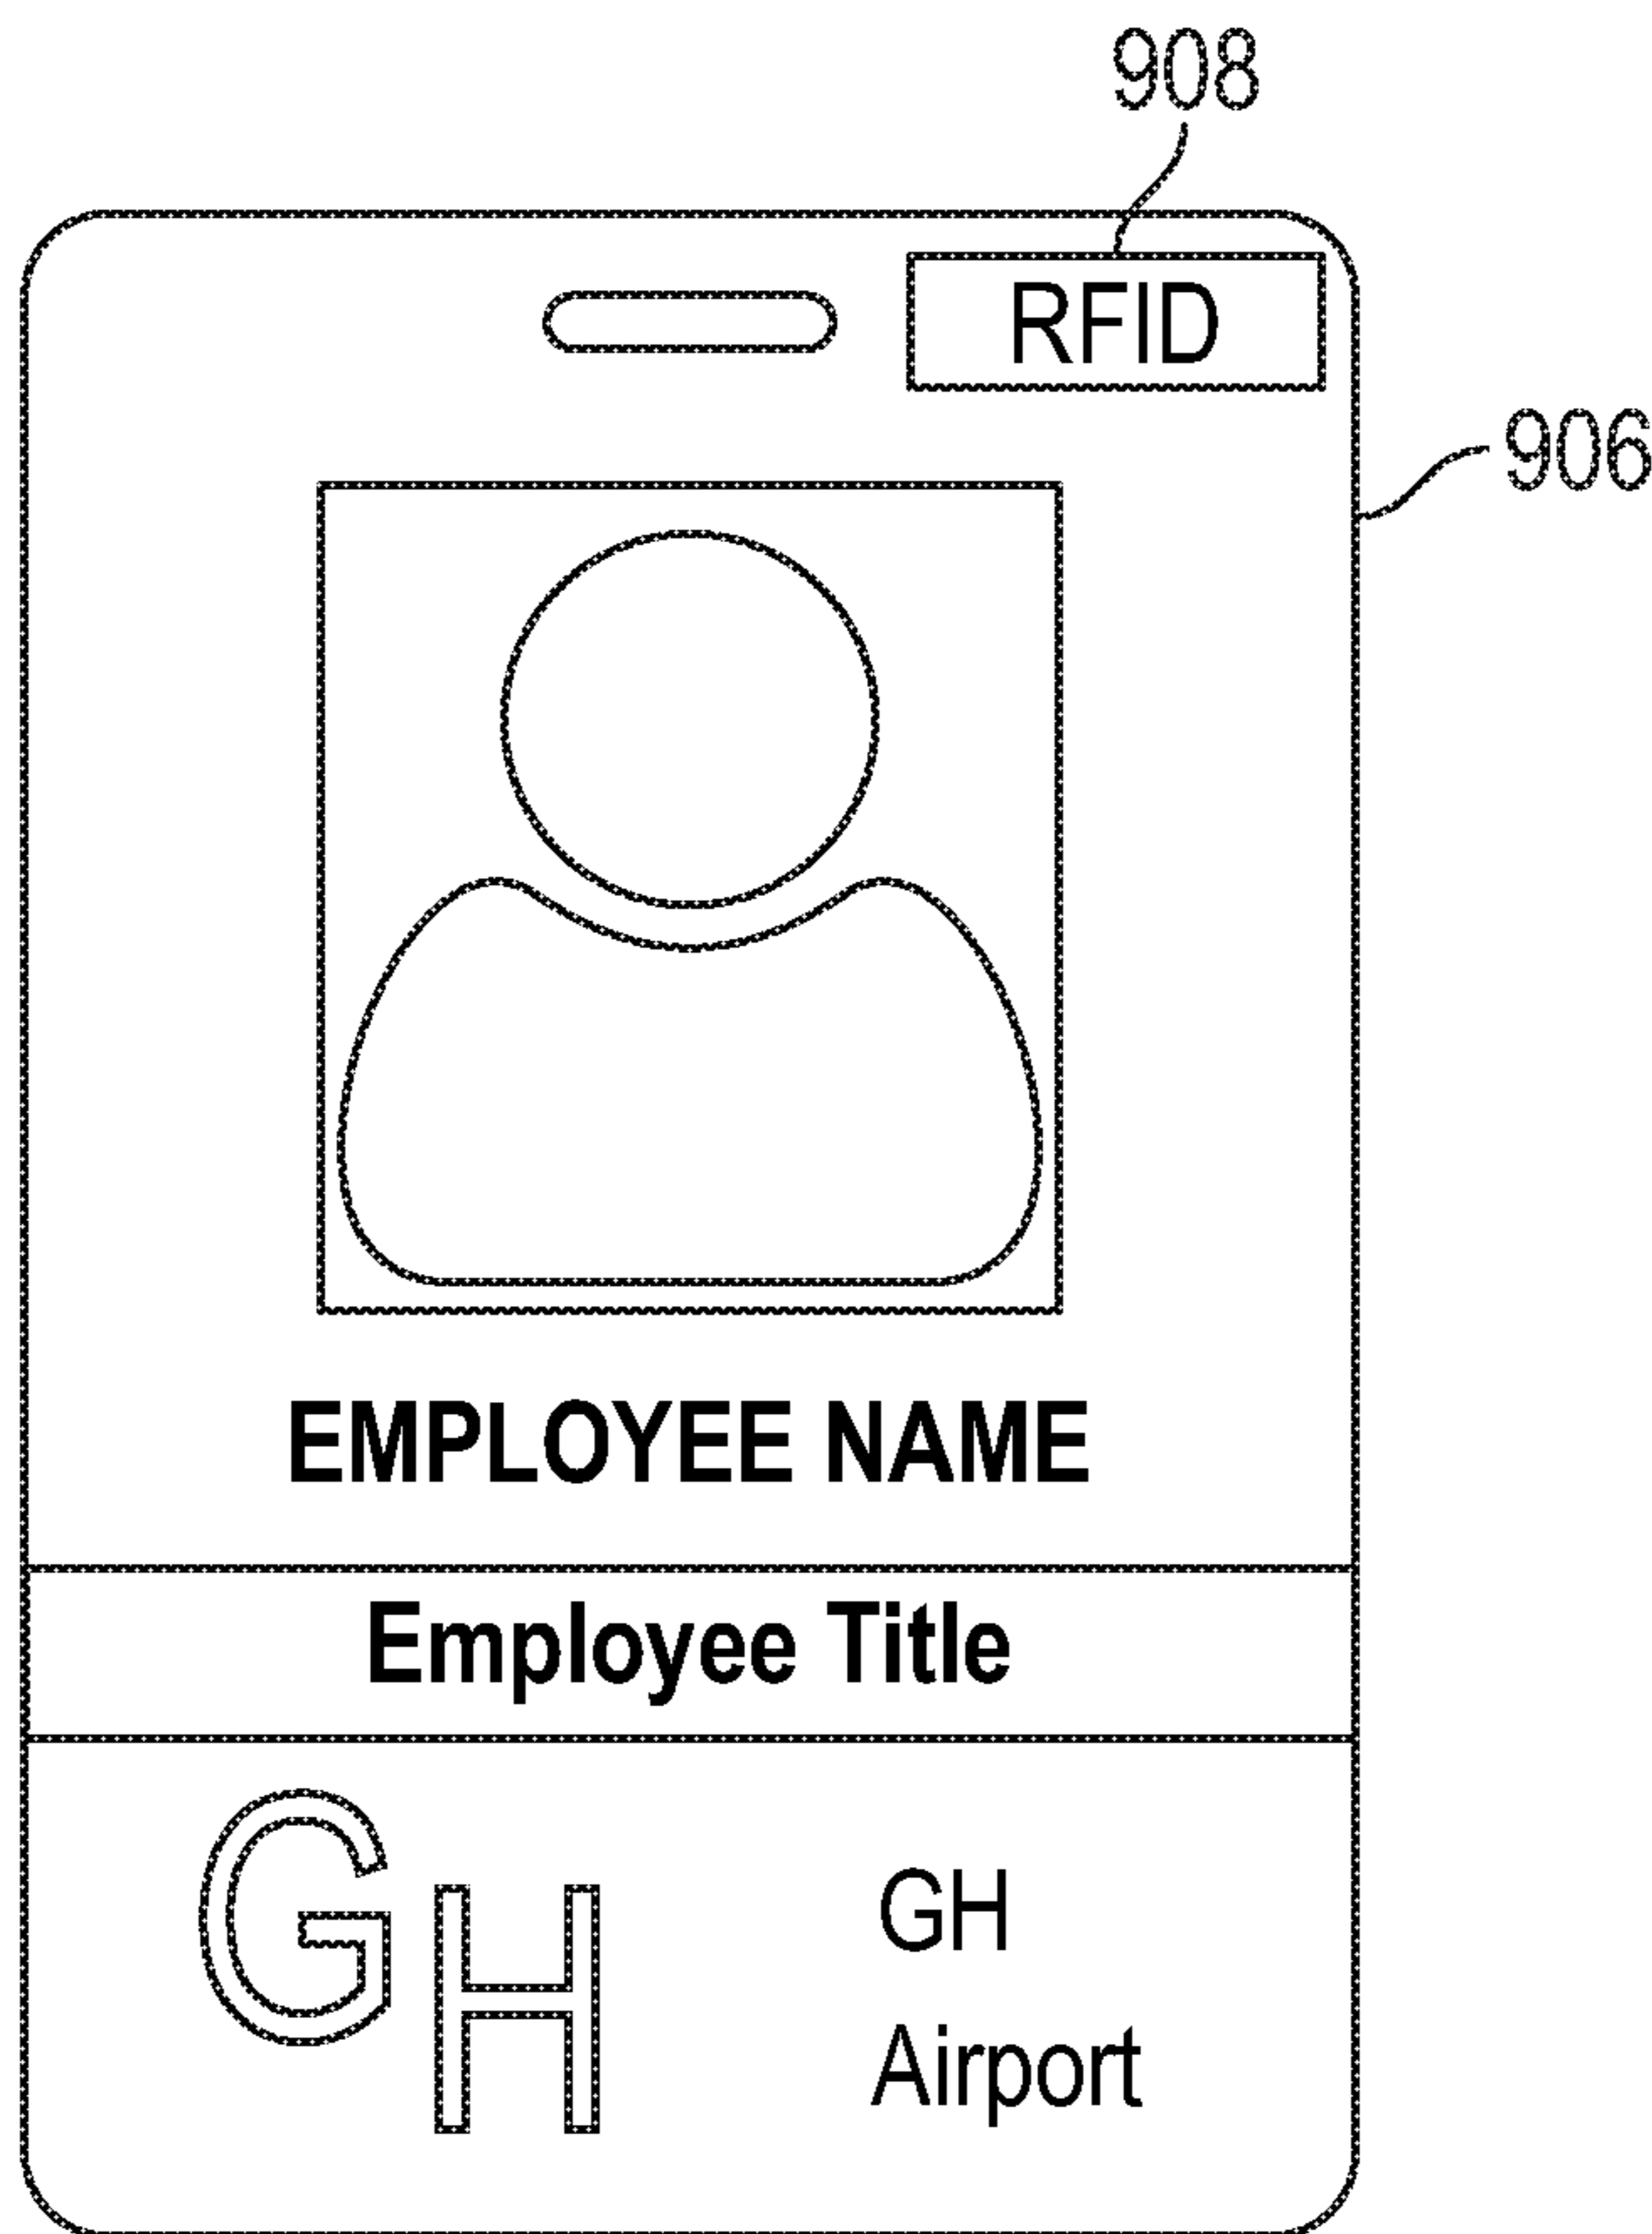 908
RFID
906
EMPLOYEE NAME
Employee Title
GH
GH
Airport